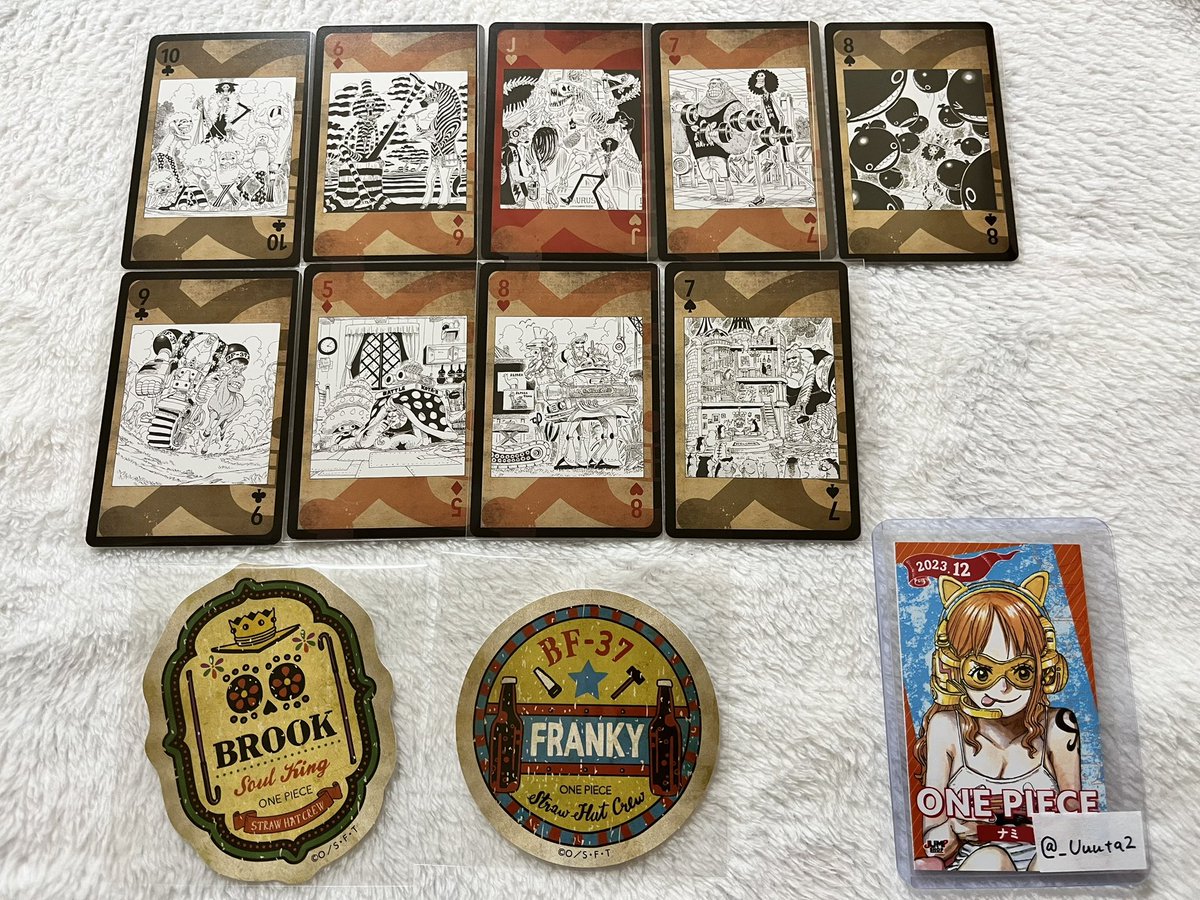 10
10
6
6
J
J
7
7
8
8
9
9
5
BATTLE
5
8
8
7
7
BROOK
Soul King
ONE PIECE
STRAW HAT CREW
©O/S・F・T
BF-37
FRANKY
ONE PIECE
Straw Hat Crew
©O/S・F・T
2023.12
ONE PIECE
ナミ
JUMP
@_Uuuta2